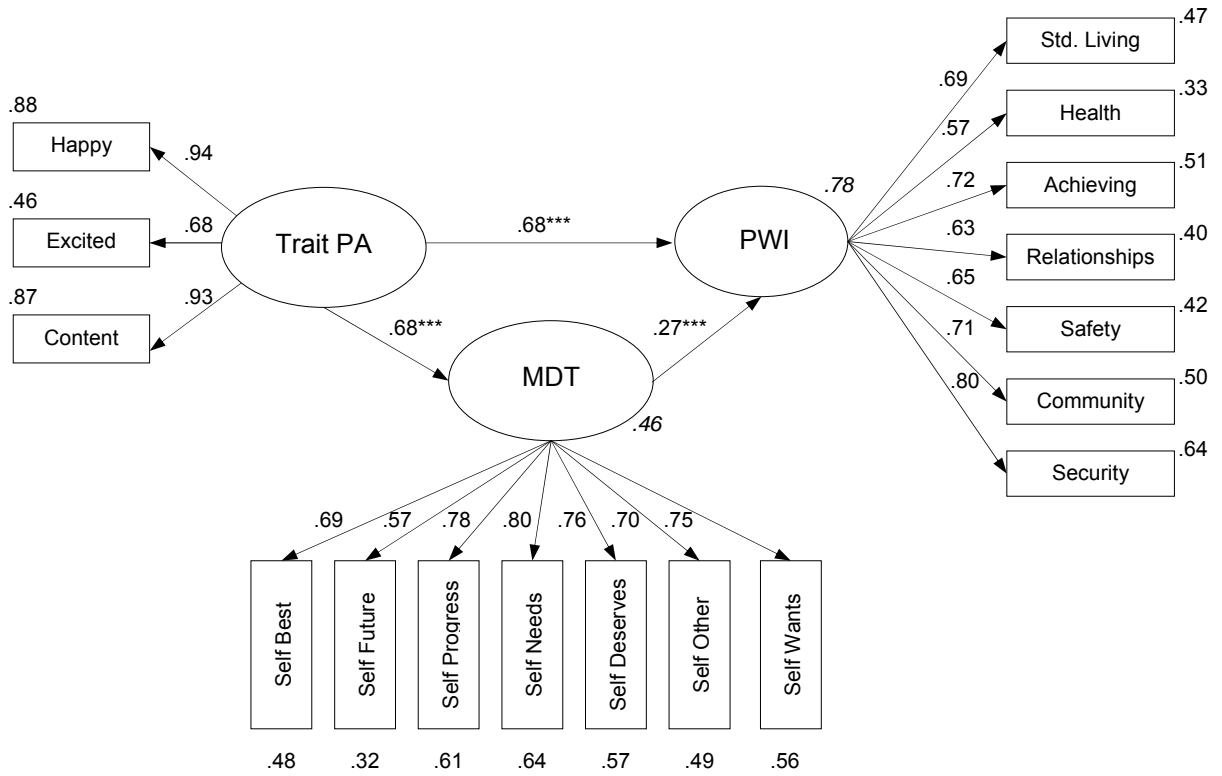 .47
Std. Living
.69
.33
.88
Health
Happy
.57
.94
.51
.78
.72
Achieving
.46
.68
.68***
.63
.40
Excited
Trait PA
PWI
Relationships
.65
.87
.93
.42
Content
.68***
.27***
.71
Safety
MDT
.80
.50
Community
.46
.64
Security
.69
.57
.78
.80
.76
.70
.75
Self Best
Self Future
Self Progress
Self Needs
Self Deserves
Self Other
Self Wants
.48
.32
.61
.64
.57
.49
.56